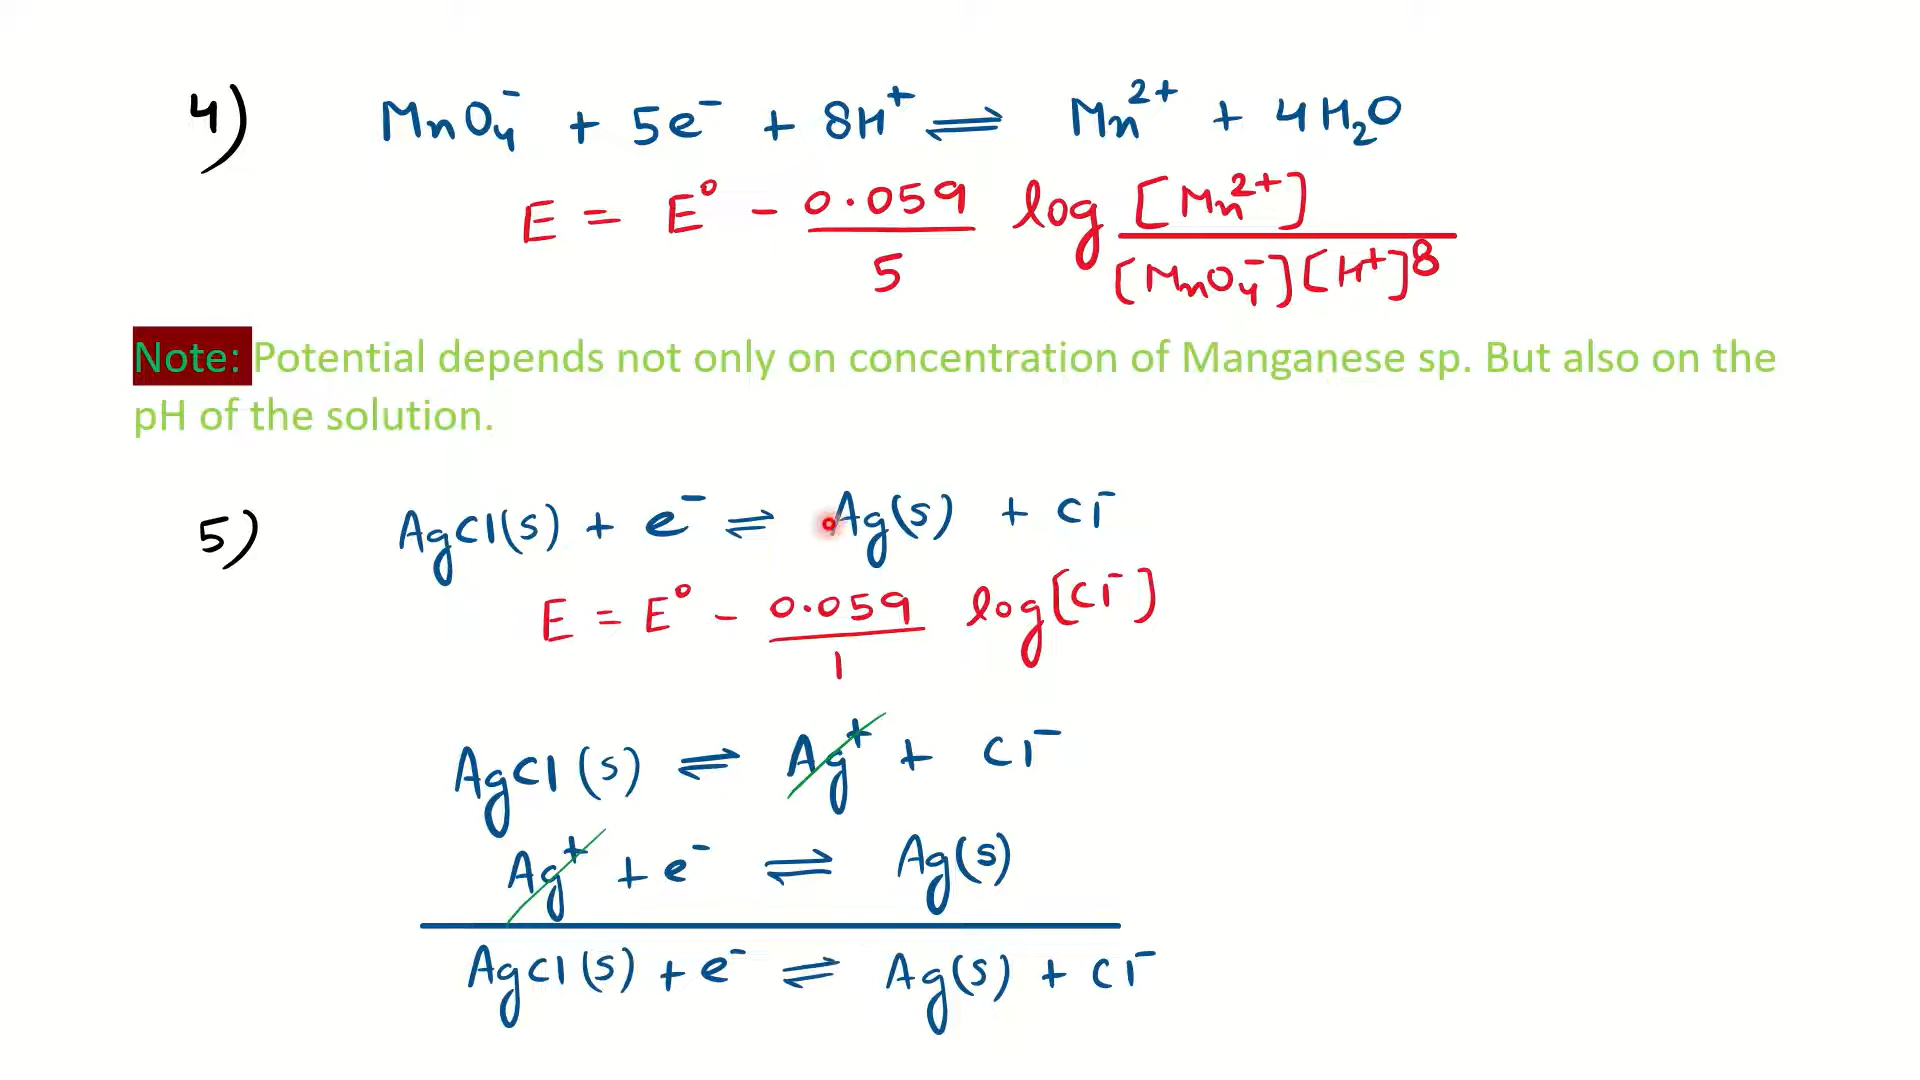 4) MnO₄⁻ + 5e⁻ + 8H⁺ ⇌ Mn²⁺ + 4H₂O
E = E⁰ - 0.059/5 log [Mn²⁺]/[MnO₄⁻][H⁺]⁸
Note: Potential depends not only on concentration of Manganese sp. But also on the
pH of the solution.
5) AgCl(s) + e⁻ ⇌ Ag(s) + Cl⁻
E = E⁰ - 0.059/1 log[Cl⁻]
AgCl(s) ⇌ Ag⁺ + Cl⁻
Ag⁺ + e⁻ ⇌ Ag(s)
AgCl(s) + e⁻ ⇌ Ag(s) + Cl⁻